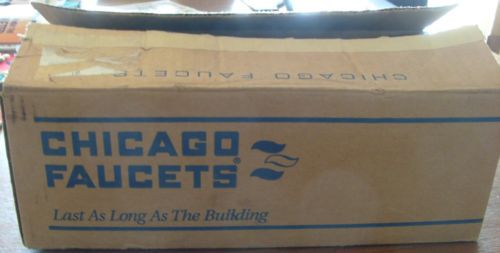 CHICAGO FAUCETS
CHICAGO
FAUCETS®
Last As Long As The Building